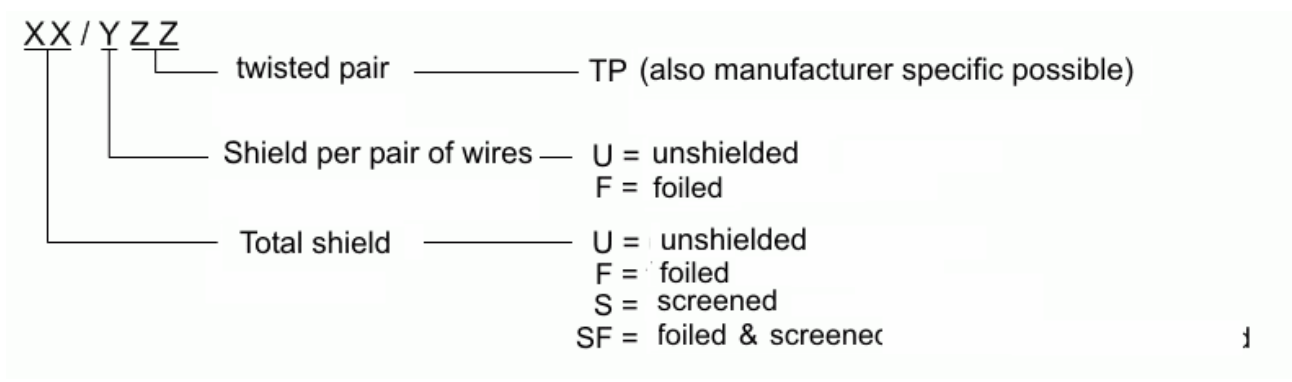 XX / Y ZZ
twisted pair TP (also manufacturer specific possible)
Shield per pair of wires U = unshielded
F = foiled
Total shield U = unshielded
F = foiled
S = screened
SF = foiled &